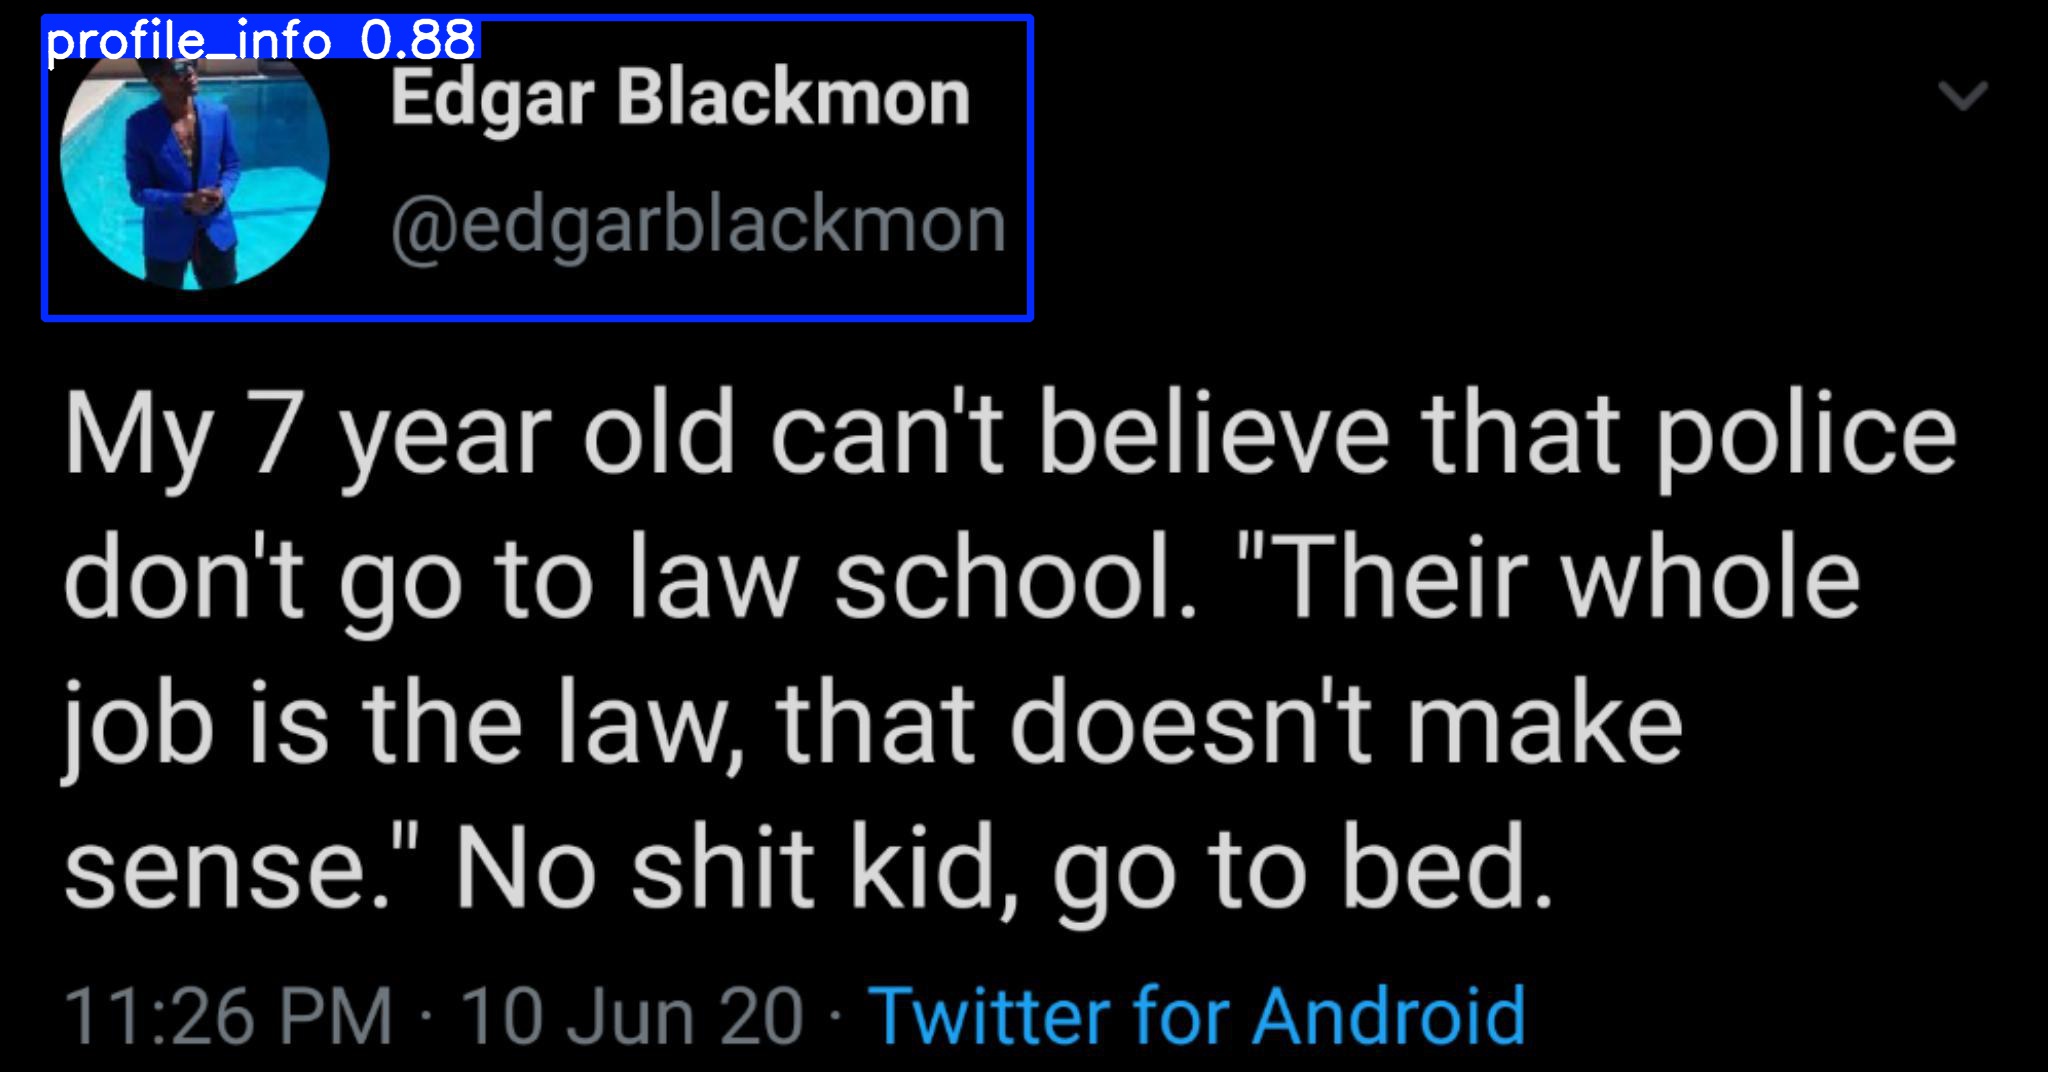 profile_info 0.88
Edgar Blackmon
@edgarblackmon
My 7 year old can't believe that police
don't go to law school. "Their whole
job is the law, that doesn't make
sense." No shit kid, go to bed.
11:26 PM · 10 Jun 20 · Twitter for Android